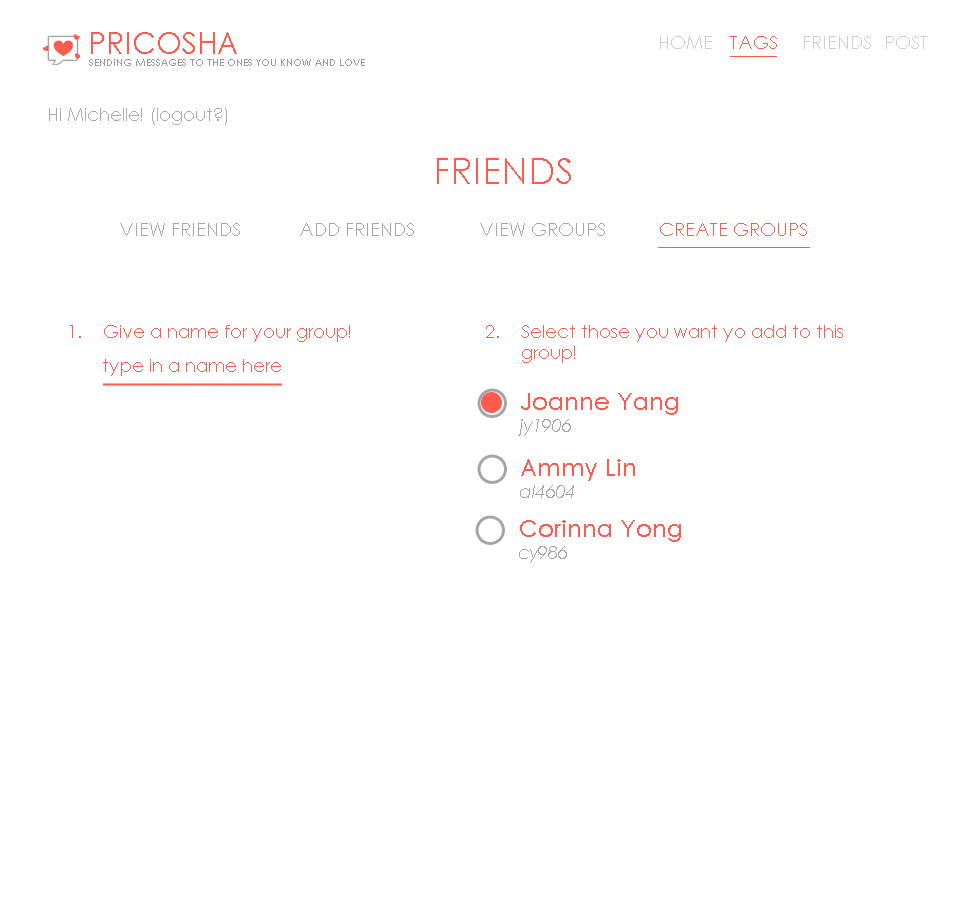 PRICOSHA
SENDING MESSAGES TO THE ONES YOU KNOW AND LOVE
HOME TAGS FRIENDS POST
Hi Michelle! (logout?)
FRIENDS
VIEW FRIENDS ADD FRIENDS VIEW GROUPS CREATE GROUPS
1. Give a name for your group!
type in a name here
2. Select those you want yo add to this
group!
Joanne Yang
jy1906
Ammy Lin
al4604
Corinna Yong
cy986